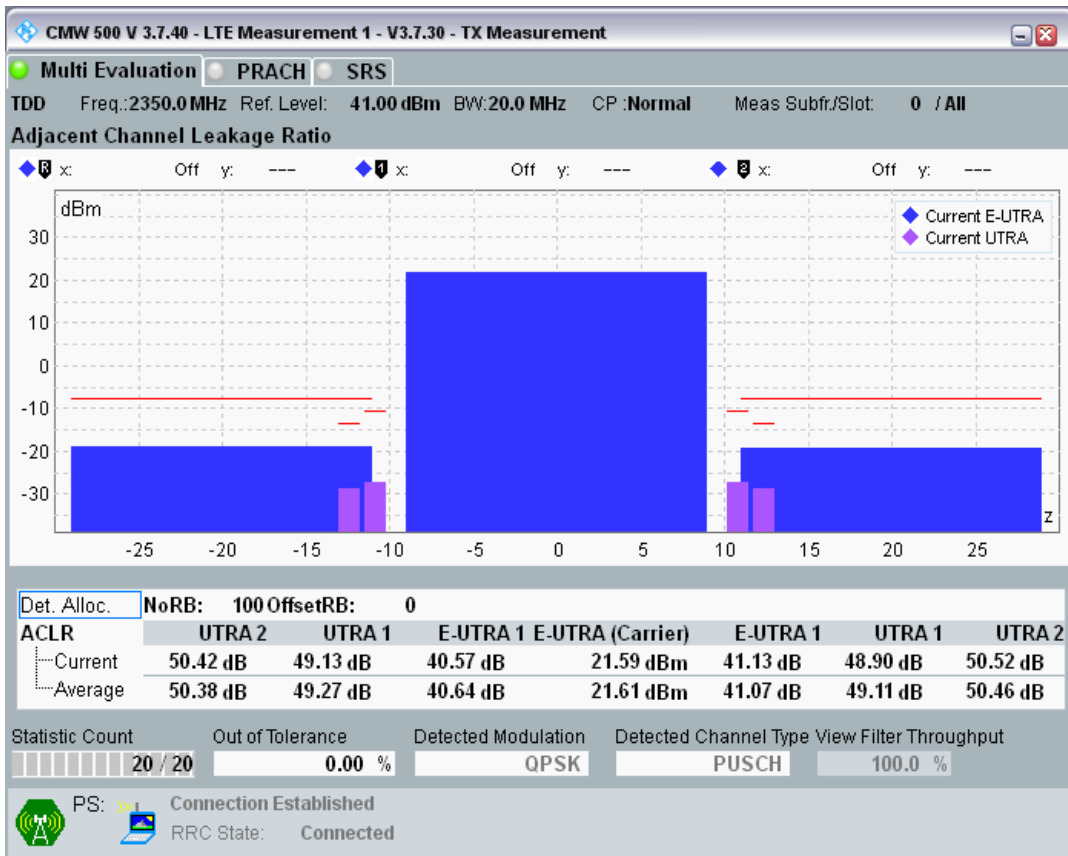 CMW 500 V 3.7.40 - LTE Measurement 1 - V3.7.30 - TX Measurement
Multi Evaluation PRACH SRS
TDD Freg.:2350.0 MHz Ref. Level: 41.00 dBm BW:20.0 MHz CP :Normal Meas Subfr./Slot: 0 / All
Adjacent Channel Leakage Ratio
R x: Off y: --- 1 x: Off y: --- 2 x: Off y: ---
dBm
Current E-UTRA
Current UTRA
30
20
10
0
-10
-20
-30
z
-25 -20 -15 -10 -5 0 5 10 15 20 25
Det. Alloc. NoRB: 100 OffsetRB: 0
ACLR UTRA 2 UTRA 1 E-UTRA 1 E-UTRA (Carrier) E-UTRA 1 UTRA 1 UTRA 2
Current 50.42 dB 49.13 dB 40.57 dB 21.59 dBm 41.13 dB 48.90 dB 50.52 dB
Average 50.38 dB 49.27 dB 40.64 dB 21.61 dBm 41.07 dB 49.11 dB 50.46 dB
Statistic Count Out of Tolerance Detected Modulation Detected Channel Type View Filter Throughput
20 / 20 0.00 % QPSK PUSCH 100.0 %
PS: Connection Established
RRC State: Connected